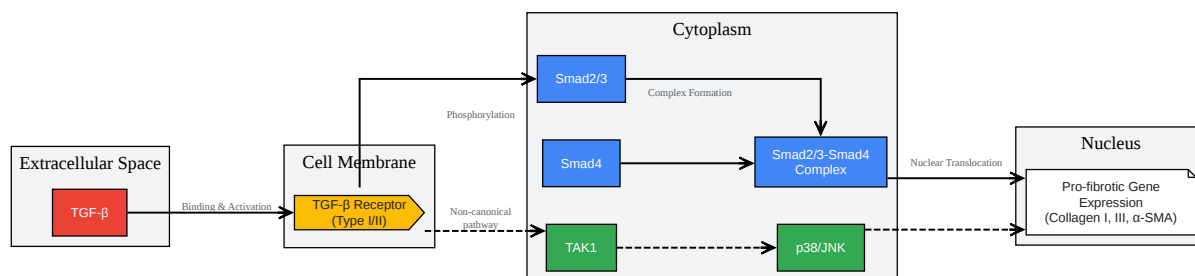 Extracellular Space
TGF-β
Binding & Activation
Cell Membrane
TGF-β Receptor
(Type I/II)
Phosphorylation
Non-canonical
pathway
Cytoplasm
Smad2/3
Complex Formation
Smad4
Smad2/3-Smad4
Complex
TAK1
p38/JNK
Nuclear Translocation
Nucleus
Pro-fibrotic Gene
Expression
(Collagen I, III, α-SMA)